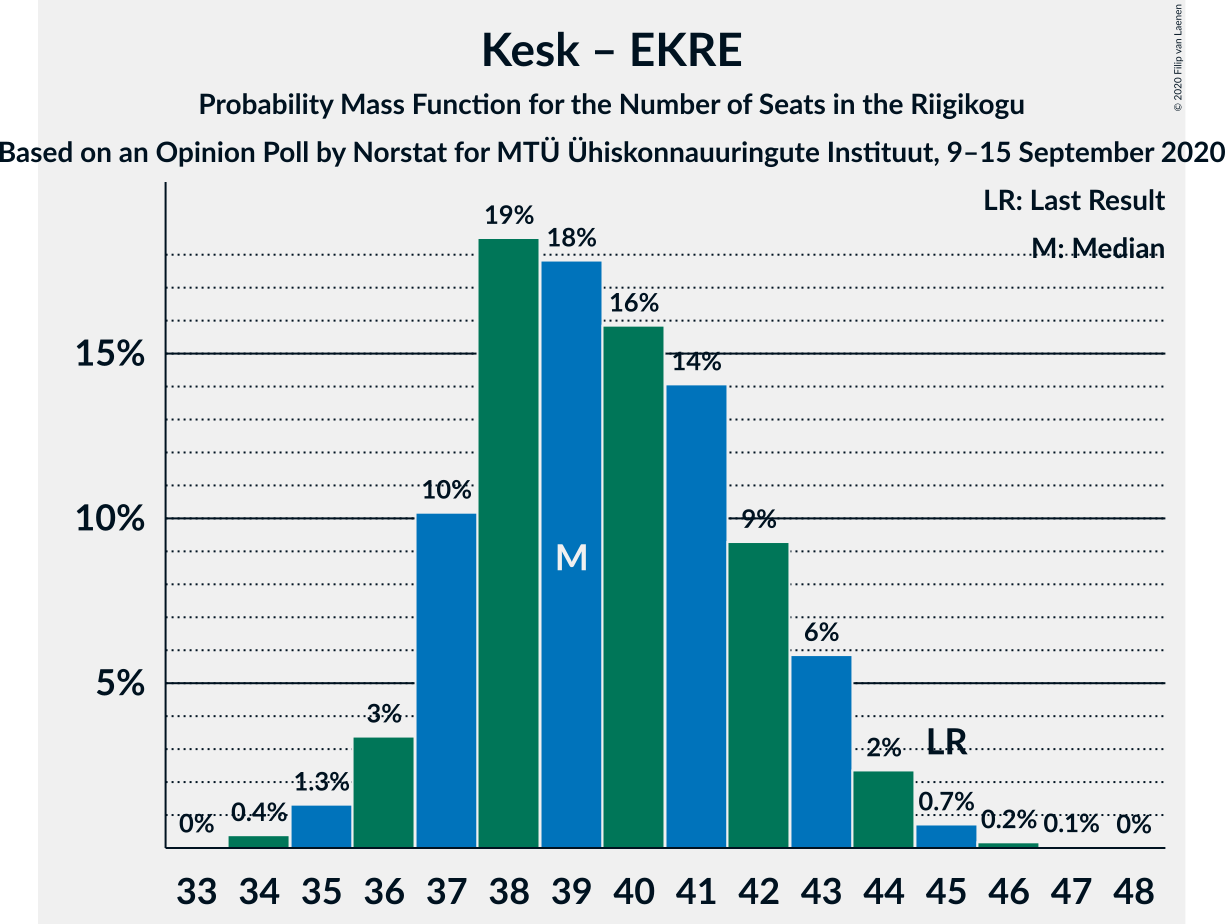 Kesk – EKRE
Probability Mass Function for the Number of Seats in the Riigikogu
Based on an Opinion Poll by Norstat for MTÜ Ühiskonnauuringute Instituut, 9–15 September 2020
© 2020 Filip van Laenen
LR: Last Result
M: Median
19%
18%
16%
15%
14%
10%
10%
9%
M
6%
5%
3%
2%
LR
1.3%
0.7%
0%
0.4%
0.2%
0.1%
0%
33 34 35 36 37 38 39 40 41 42 43 44 45 46 47 48